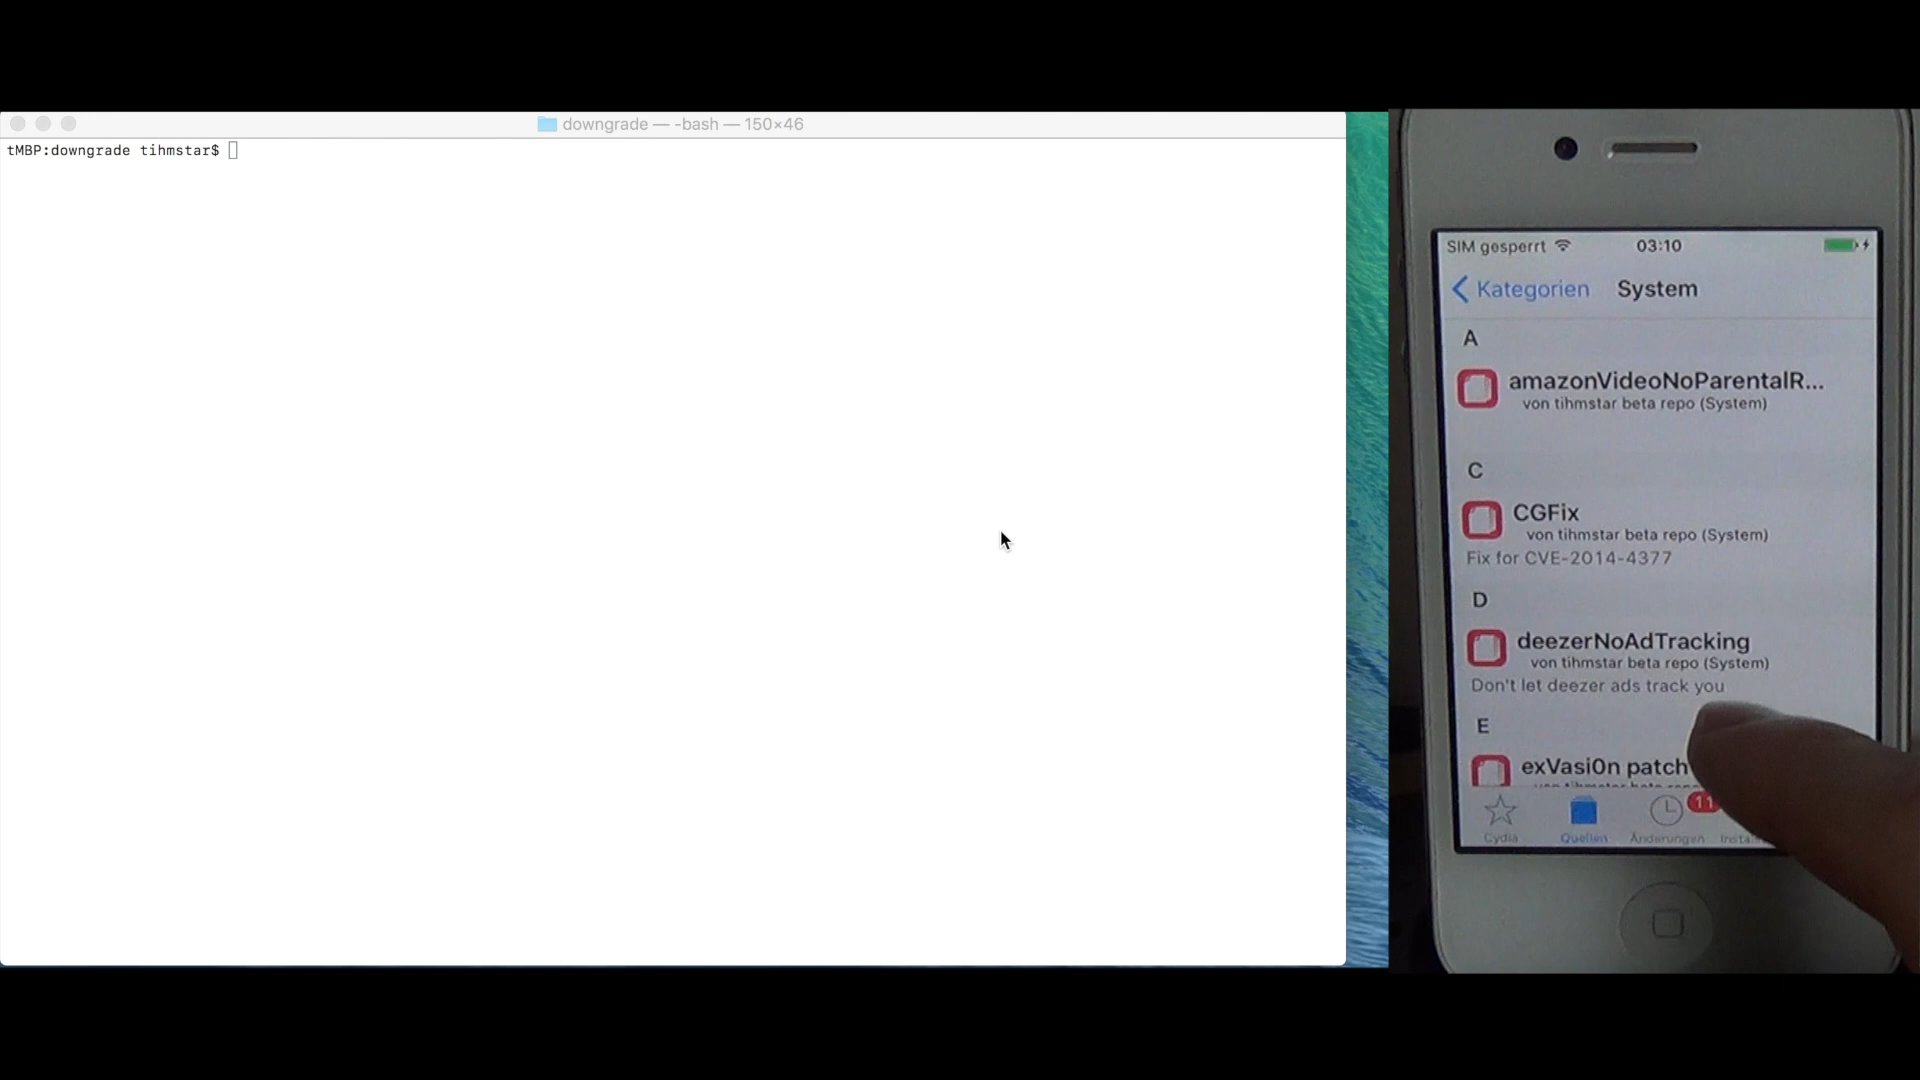 downgrade — -bash — 150×46
tMBP:downgrade tihmstar$
SIM gesperrt 03:10
Kategorien System
A
amazonVideoNoParentalR...
von tihmstar beta repo (System)
C
CGFix
von tihmstar beta repo (System)
Fix for CVE-2014-4377
D
deezerNoAdTracking
von tihmstar beta repo (System)
Don't let deezer ads track you
E
exVasi0n patch
11
Cydia Quellen Änderungen